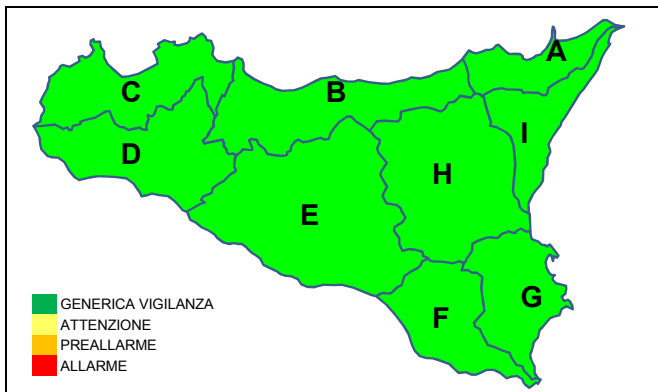 A
C
B
I
D
H
E
G
F
GENERICA VIGILANZA
ATTENZIONE
PREALLARME
ALLARME